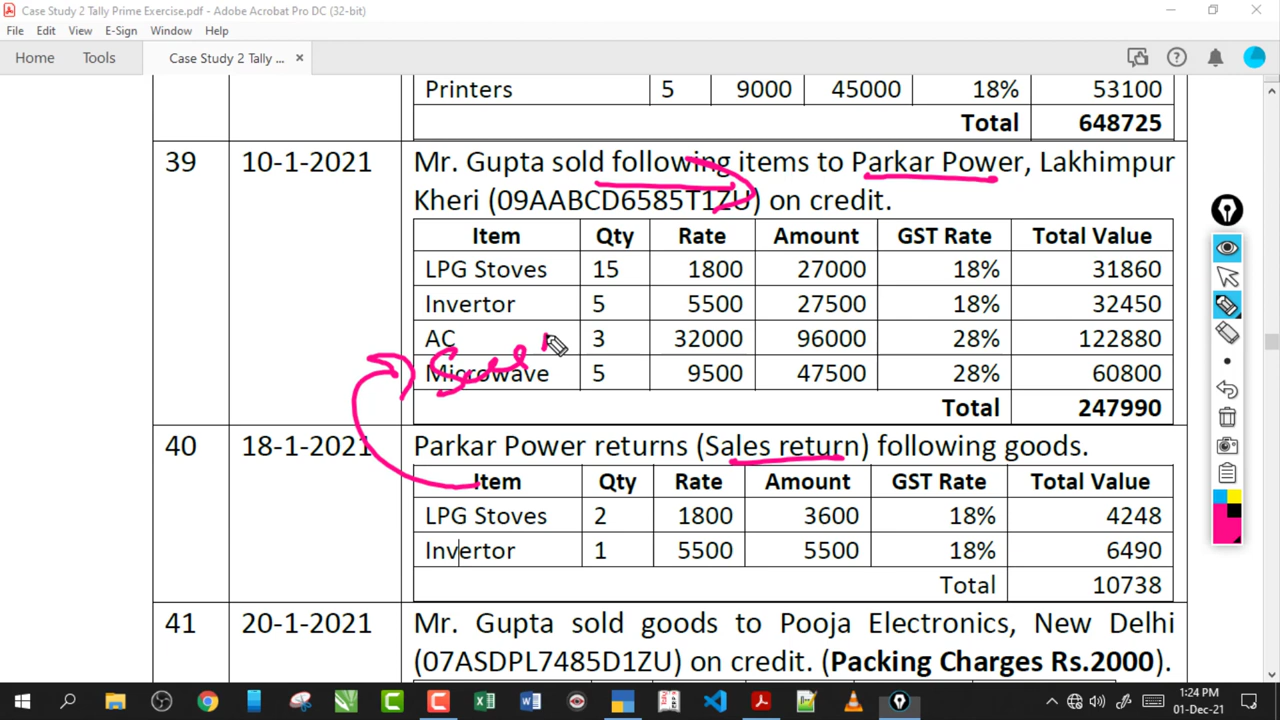 Case Study 2 Tally Prime Exercise.pdf - Adobe Acrobat Pro DC (32-bit)
File Edit View E-Sign Window Help
Home Tools Case Study 2 Tally ... ×
Printers 5 9000 45000 18% 53100
Total 648725
39 10-1-2021 Mr. Gupta sold following items to Parkar Power, Lakhimpur
Kheri (09AABCD6585T1ZU) on credit.
Item Qty Rate Amount GST Rate Total Value
LPG Stoves 15 1800 27000 18% 31860
Invertor 5 5500 27500 18% 32450
AC 3 32000 96000 28% 122880
Microwave 5 9500 47500 28% 60800
Total 247990
40 18-1-2021 Parkar Power returns (Sales return) following goods.
Item Qty Rate Amount GST Rate Total Value
LPG Stoves 2 1800 3600 18% 4248
Invertor 1 5500 5500 18% 6490
Total 10738
41 20-1-2021 Mr. Gupta sold goods to Pooja Electronics, New Delhi
(07ASDPL7485D1ZU) on credit. (Packing Charges Rs.2000).
1:24 PM
01-Dec-21